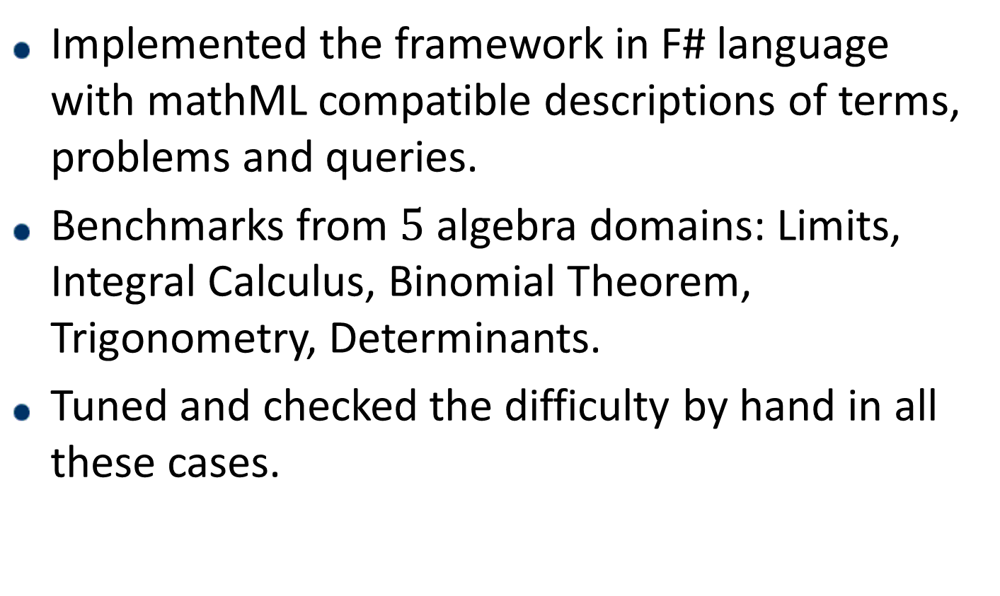 • Implemented the framework in F# language
with mathML compatible descriptions of terms,
problems and queries.
• Benchmarks from 5 algebra domains: Limits,
Integral Calculus, Binomial Theorem,
Trigonometry, Determinants.
• Tuned and checked the difficulty by hand in all
these cases.